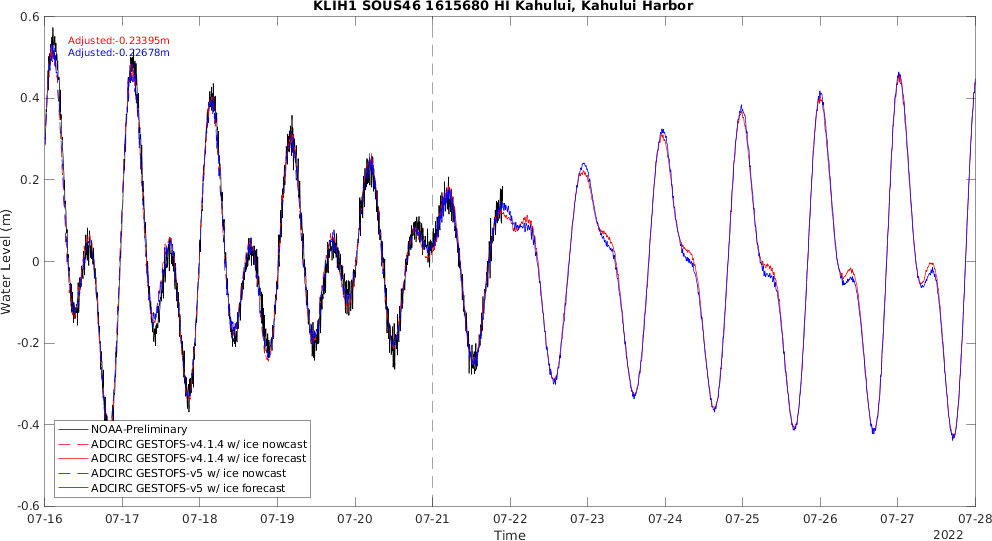 KLIH1 SOUS46 1615680 HI Kahului, Kahului Harbor
Adjusted:-0.23395m
Adjusted:-0.22678m
Water Level (m)
0.6
0.4
0.2
0
-0.2
-0.4
-0.6
NOAA-Preliminary
ADCIRC GESTOFS-v4.1.4 w/ ice nowcast
ADCIRC GESTOFS-v4.1.4 w/ ice forecast
ADCIRC GESTOFS-v5 w/ ice nowcast
ADCIRC GESTOFS-v5 w/ ice forecast
07-16 07-17 07-18 07-19 07-20 07-21 07-22 07-23 07-24 07-25 07-26 07-27 07-28
Time
2022